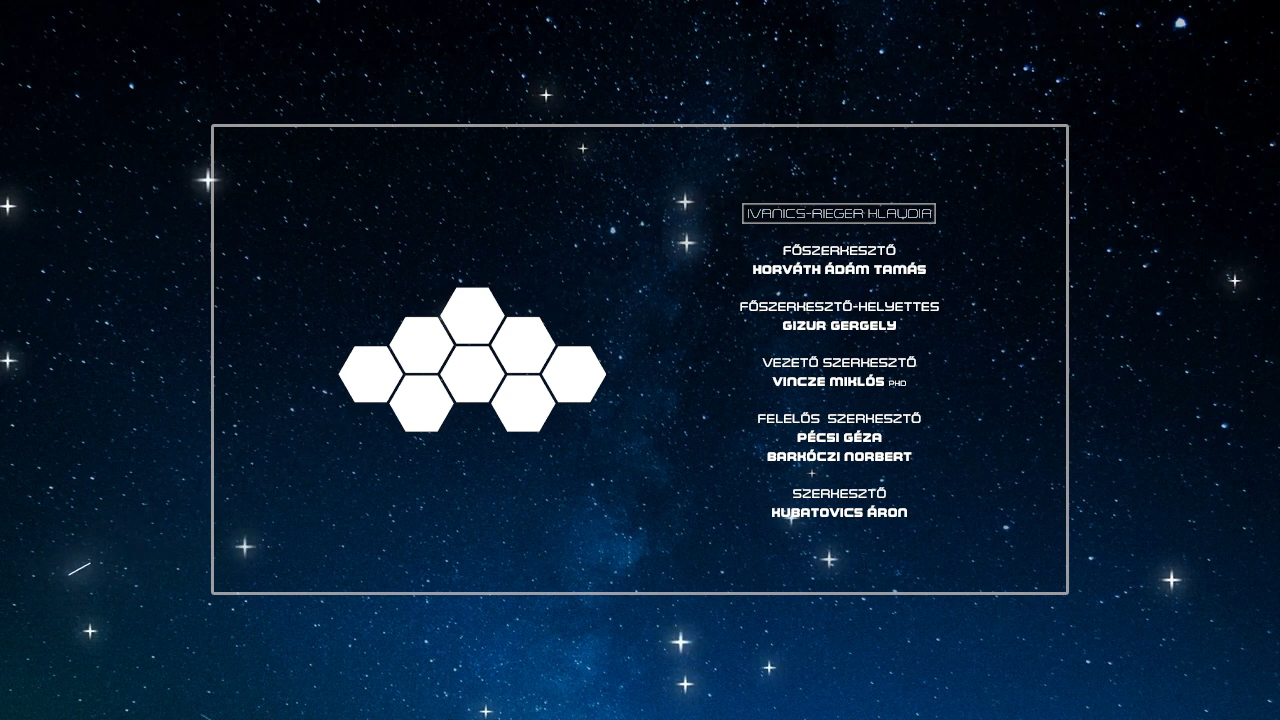 IVANICS-RIEGER KLAUDIA
FŐSZERKESZTŐ
HORVÁTH ÁDÁM TAMÁS
FŐSZERKESZTŐ-HELYETTES
GIZUR GERGELY
VEZETŐ SZERKESZTŐ
VINCZE MIKLÓS PHD
FELELŐS SZERKESZTŐ
PÉCSI GÉZA
BARKÓCZI NORBERT
SZERKESZTŐ
KUBATOVICS ÁRON